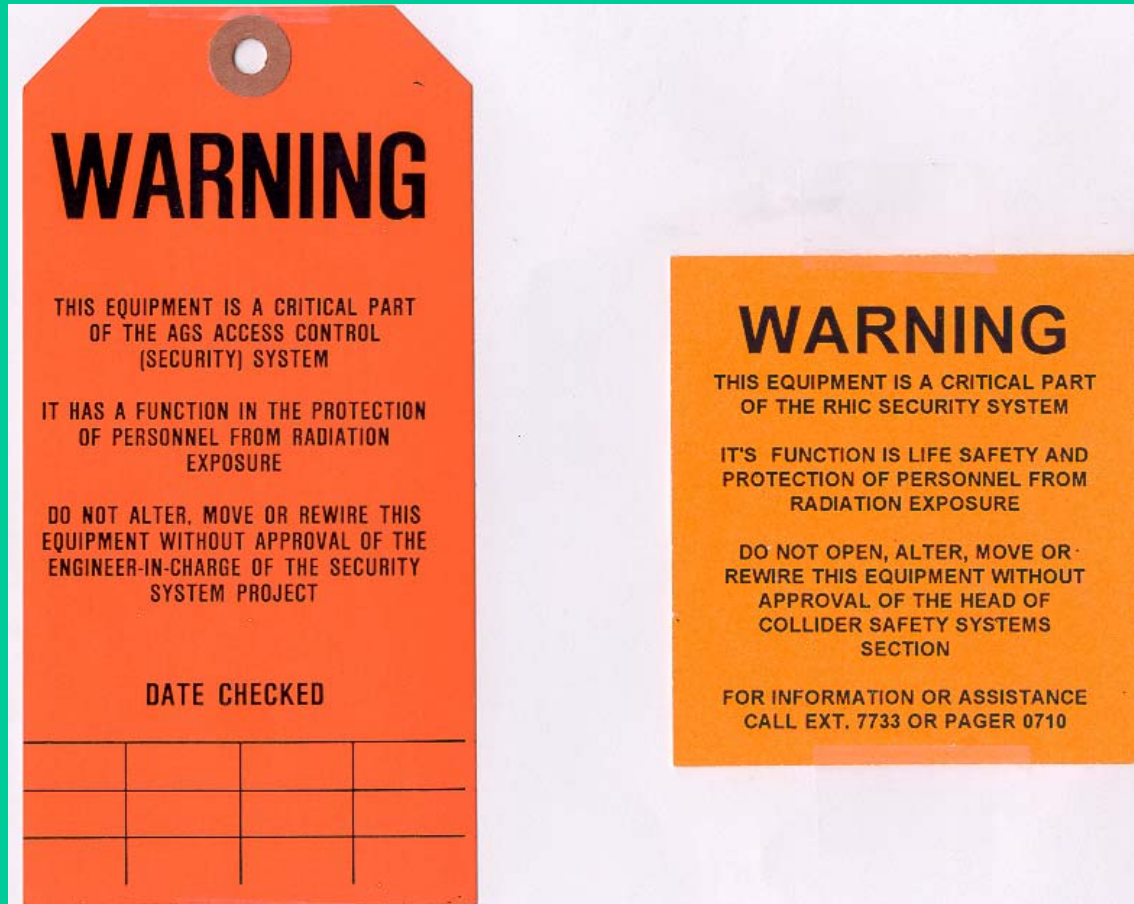 WARNING
THIS EQUIPMENT IS A CRITICAL PART
OF THE AGS ACCESS CONTROL
(SECURITY) SYSTEM
IT HAS A FUNCTION IN THE PROTECTION
OF PERSONNEL FROM RADIATION
EXPOSURE
DO NOT ALTER, MOVE OR REWIRE THIS
EQUIPMENT WITHOUT APPROVAL OF THE
ENGINEER-IN-CHARGE OF THE SECURITY
SYSTEM PROJECT
DATE CHECKED
WARNING
THIS EQUIPMENT IS A CRITICAL PART
OF THE RHIC SECURITY SYSTEM
IT'S FUNCTION IS LIFE SAFETY AND
PROTECTION OF PERSONNEL FROM
RADIATION EXPOSURE
DO NOT OPEN, ALTER, MOVE OR
REWIRE THIS EQUIPMENT WITHOUT
APPROVAL OF THE HEAD OF
COLLIDER SAFETY SYSTEMS
SECTION
FOR INFORMATION OR ASSISTANCE
CALL EXT. 7733 OR PAGER 0710